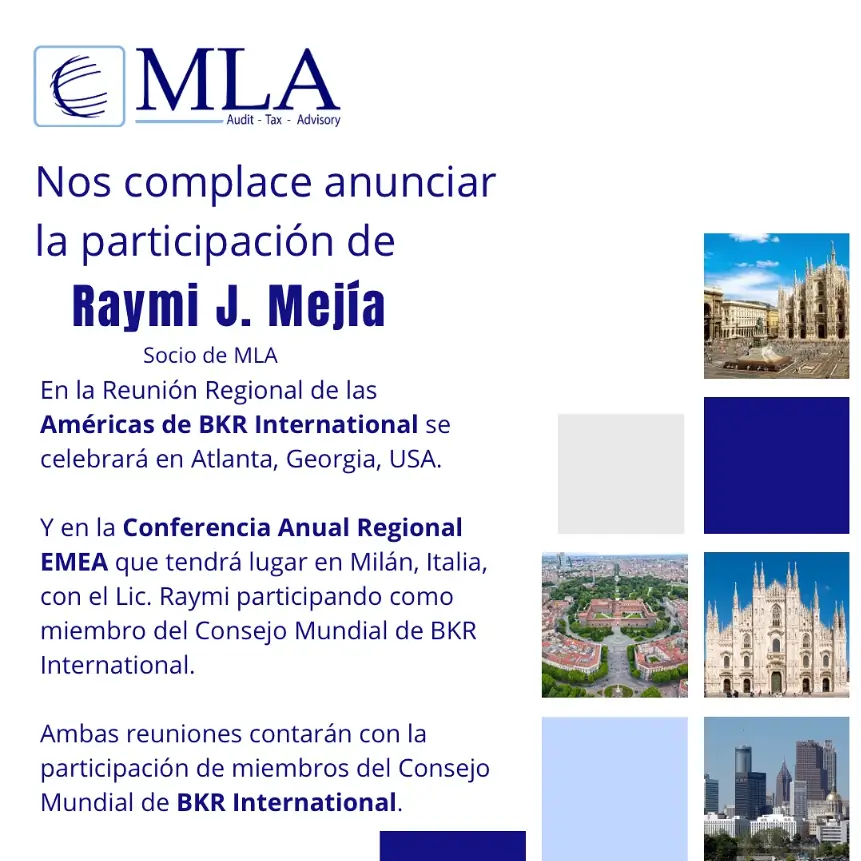 MLA
Audit - Tax - Advisory
Nos complace anunciar
la participación de
Raymi J. Mejía
Socio de MLA
En la Reunión Regional de las
Américas de BKR International se
celebrará en Atlanta, Georgia, USA.
Y en la Conferencia Anual Regional
EMEA que tendrá lugar en Milán, Italia,
con el Lic. Raymi participando como
miembro del Consejo Mundial de BKR
International.
Ambas reuniones contarán con la
participación de miembros del Consejo
Mundial de BKR International.